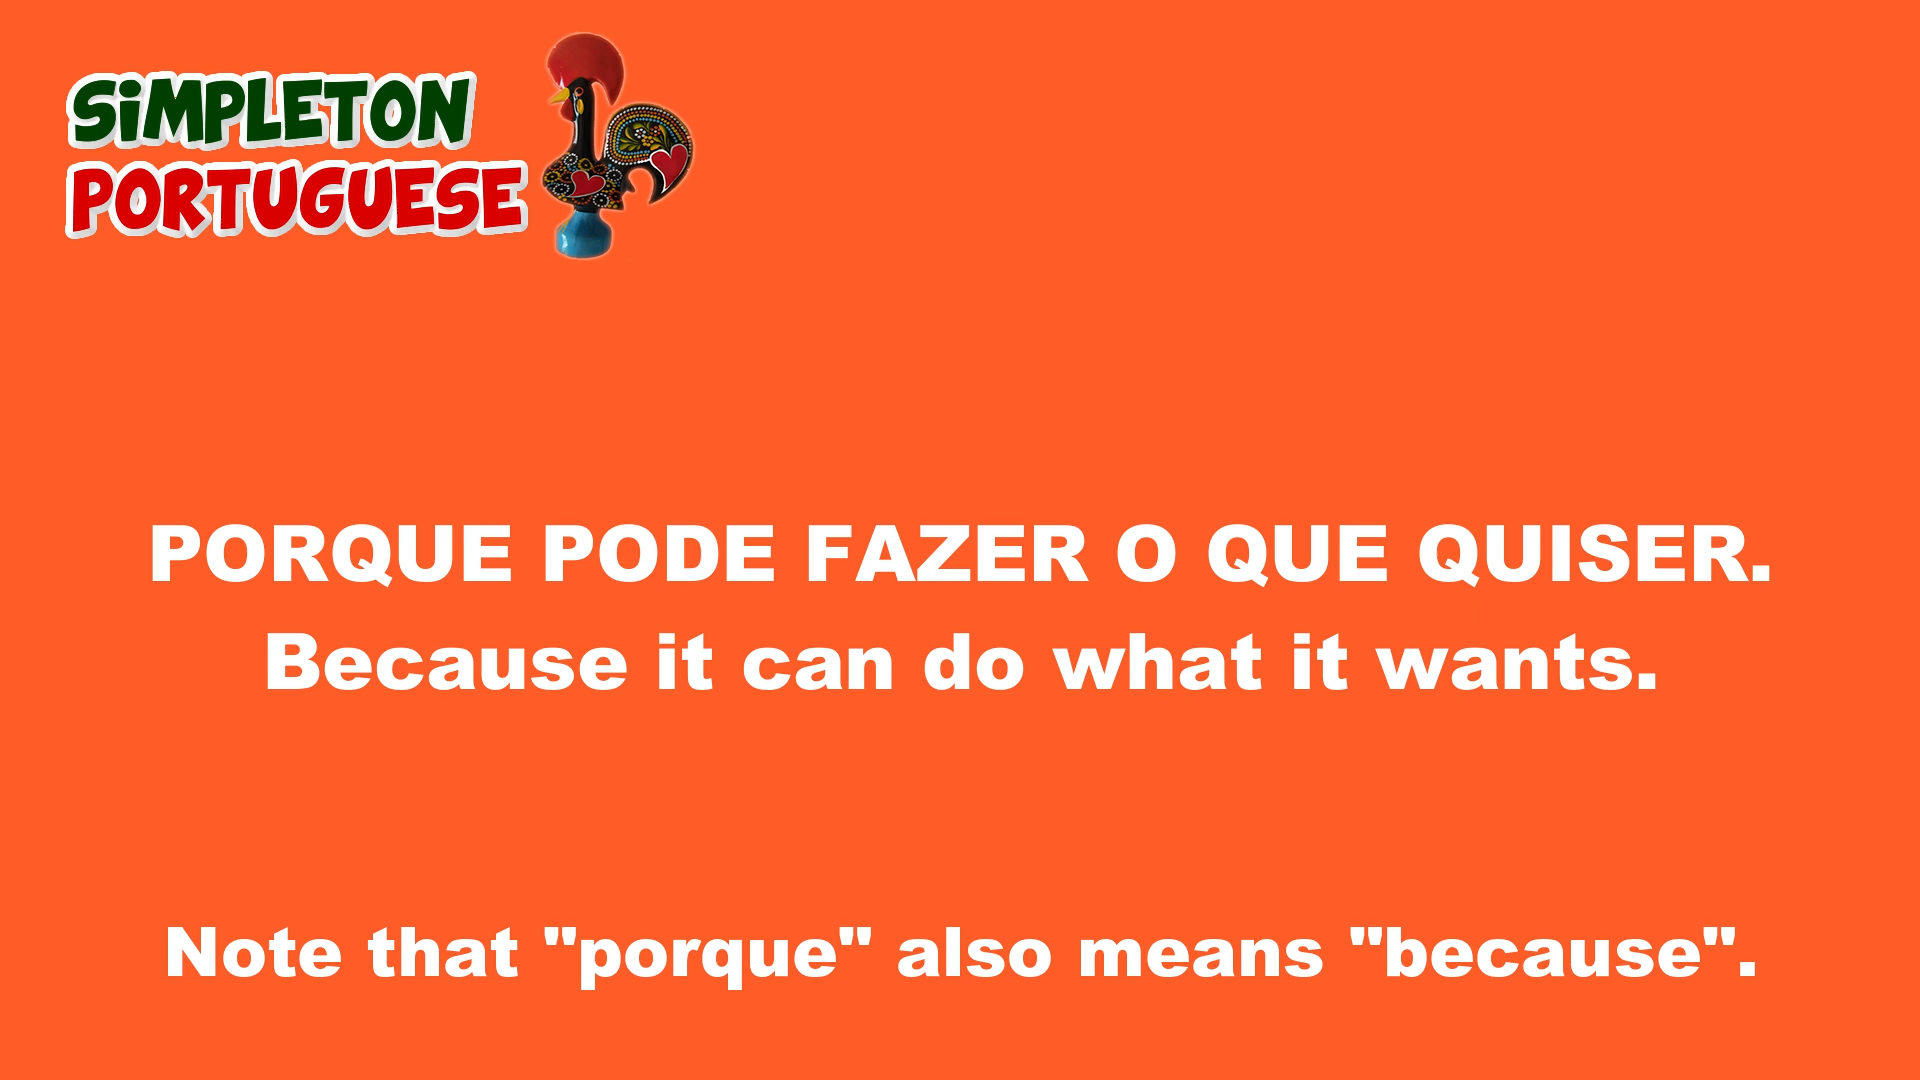 SiMPLETON
PORTUGUESE
PORQUE PODE FAZER O QUE QUISER.
Because it can do what it wants.
Note that "porque" also means "because".